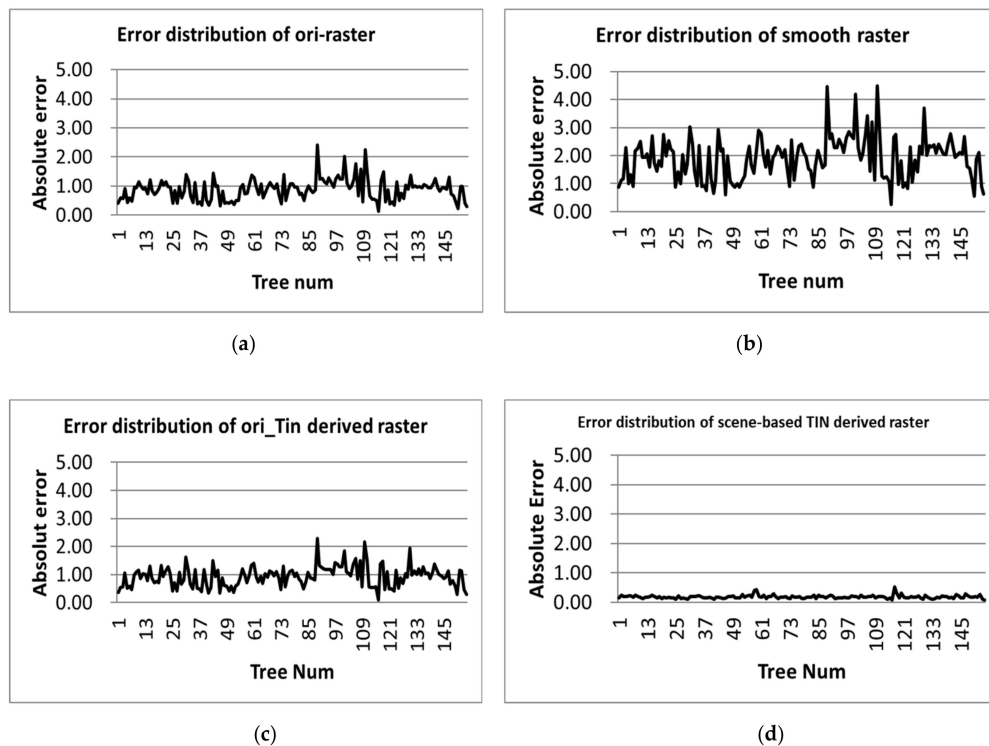 Error distribution of ori-raster
Absolute error
5.00
4.00
3.00
2.00
1.00
0.00
1 13 25 37 49 61 73 85 97 109 121 133 145
Tree num
(a)
Error distribution of smooth raster
Absolute error
5.00
4.00
3.00
2.00
1.00
0.00
1 13 25 37 49 61 73 85 97 109 121 133 145
Tree num
(b)
Error distribution of ori_Tin derived raster
Absolut error
5.00
4.00
3.00
2.00
1.00
0.00
1 13 25 37 49 61 73 85 97 109 121 133 145
Tree Num
(c)
Error distribution of scene-based TIN derived raster
Absolute Error
5.00
4.00
3.00
2.00
1.00
0.00
1 13 25 37 49 61 73 85 97 109 121 133 145
Tree Num
(d)